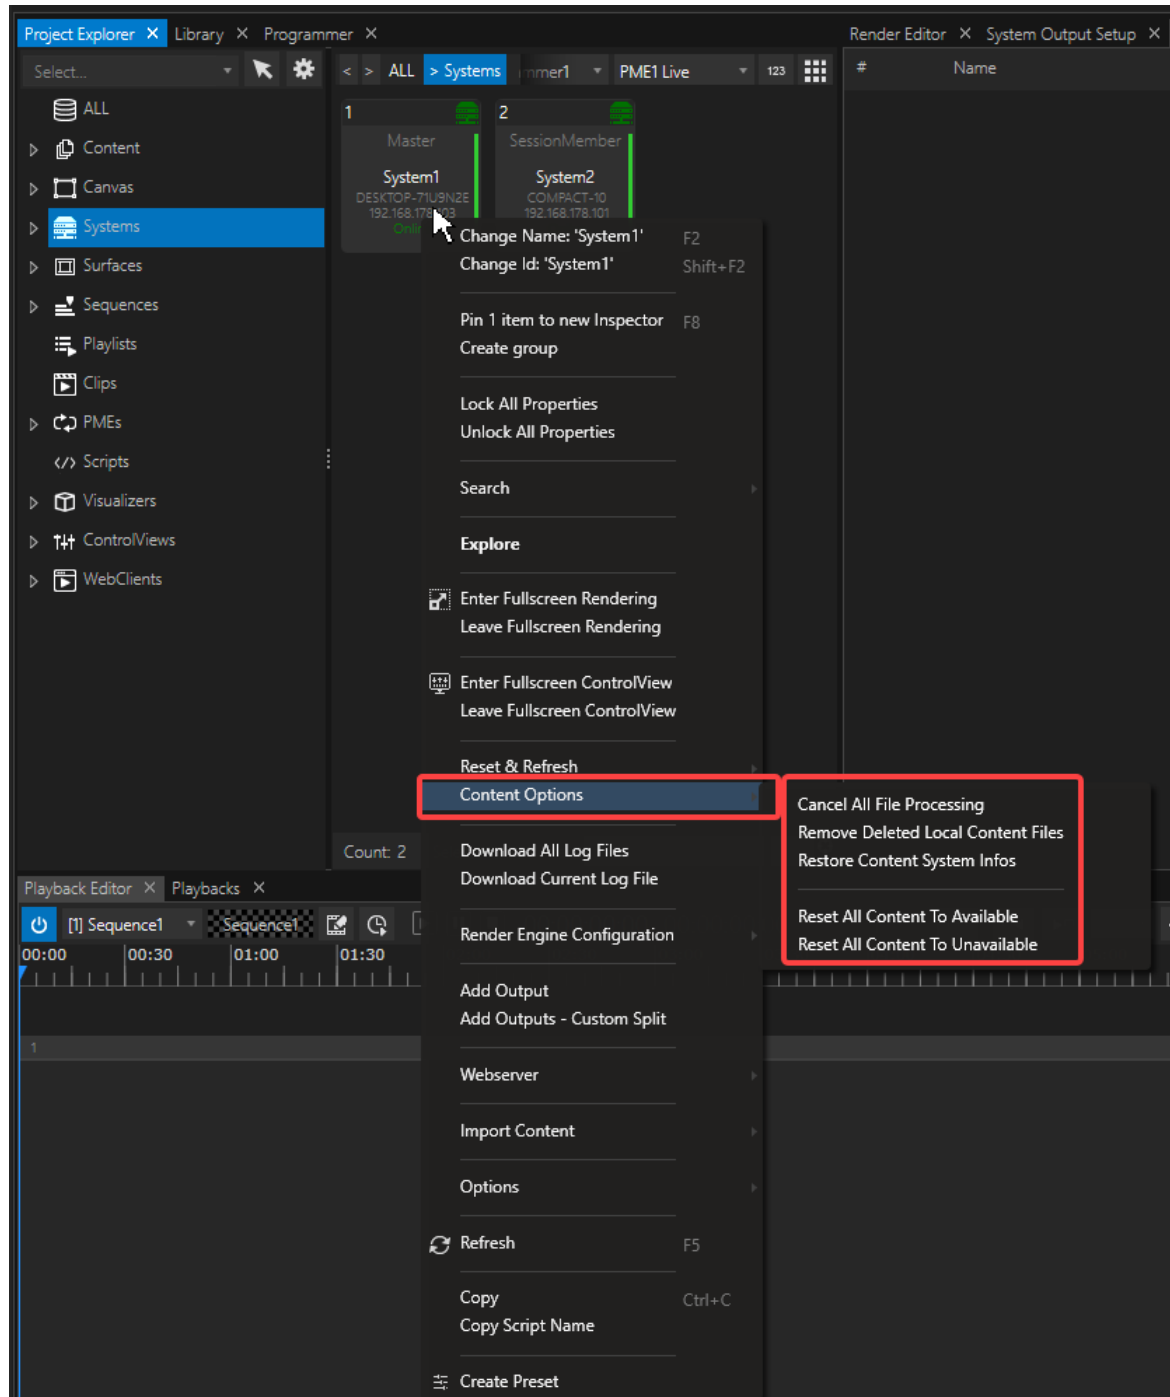 Project Explorer Library Programmer
Render Editor System Output Setup
Select...
< > ALL > Systems mmer1 PME1 Live 123
# Name
ALL
Content
Canvas
Systems
Surfaces
Sequences
Playlists
Clips
PMEs
Scripts
Visualizers
ControlViews
WebClients
1
Master
System1
DESKTOP-71U9N2E
2
SessionMember
System2
COMPACT-10
192.168.178.101
Change Name: 'System1' F2
Change Id: 'System1' Shift+F2
Pin 1 item to new Inspector F8
Create group
Lock All Properties
Unlock All Properties
Search
Explore
Enter Fullscreen Rendering
Leave Fullscreen Rendering
Enter Fullscreen ControlView
Leave Fullscreen ControlView
Reset & Refresh
Content Options
Download All Log Files
Download Current Log File
Render Engine Configuration
Add Output
Add Outputs - Custom Split
Webserver
Import Content
Options
Refresh F5
Copy Ctrl+C
Copy Script Name
Create Preset
Cancel All File Processing
Remove Deleted Local Content Files
Restore Content System Infos
Reset All Content To Available
Reset All Content To Unavailable
Count: 2
Playback Editor Playbacks
[1] Sequence1 Sequence1
00:00 00:30 01:00 01:30
1